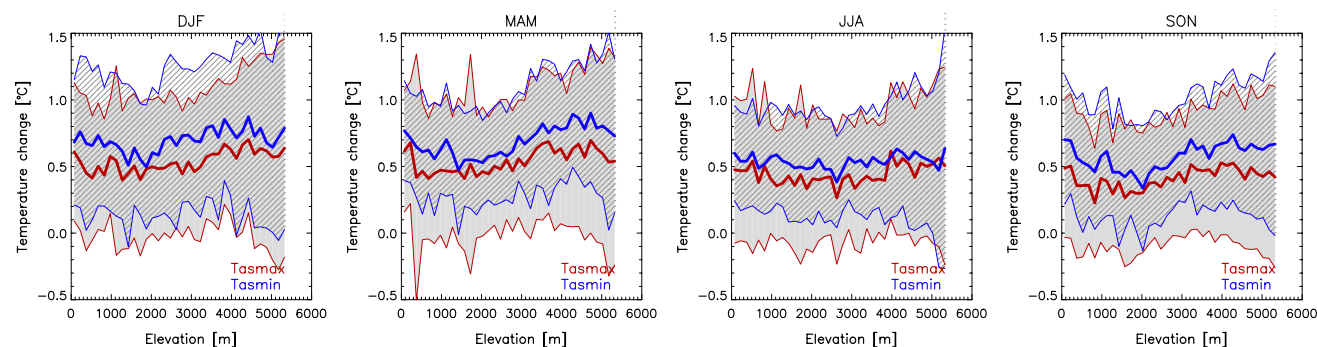 DJF
Temperature change [°C]
1.5
1.0
0.5
0.0
−0.5
Tasmax
Tasmin
0 1000 2000 3000 4000 5000 6000
Elevation [m]
MAM
Temperature change [°C]
1.5
1.0
0.5
0.0
−0.5
Tasmax
Tasmin
0 1000 2000 3000 4000 5000 6000
Elevation [m]
JJA
Temperature change [°C]
1.5
1.0
0.5
0.0
−0.5
Tasmax
Tasmin
0 1000 2000 3000 4000 5000 6000
Elevation [m]
SON
Temperature change [°C]
1.5
1.0
0.5
0.0
−0.5
Tasmax
Tasmin
0 1000 2000 3000 4000 5000 6000
Elevation [m]